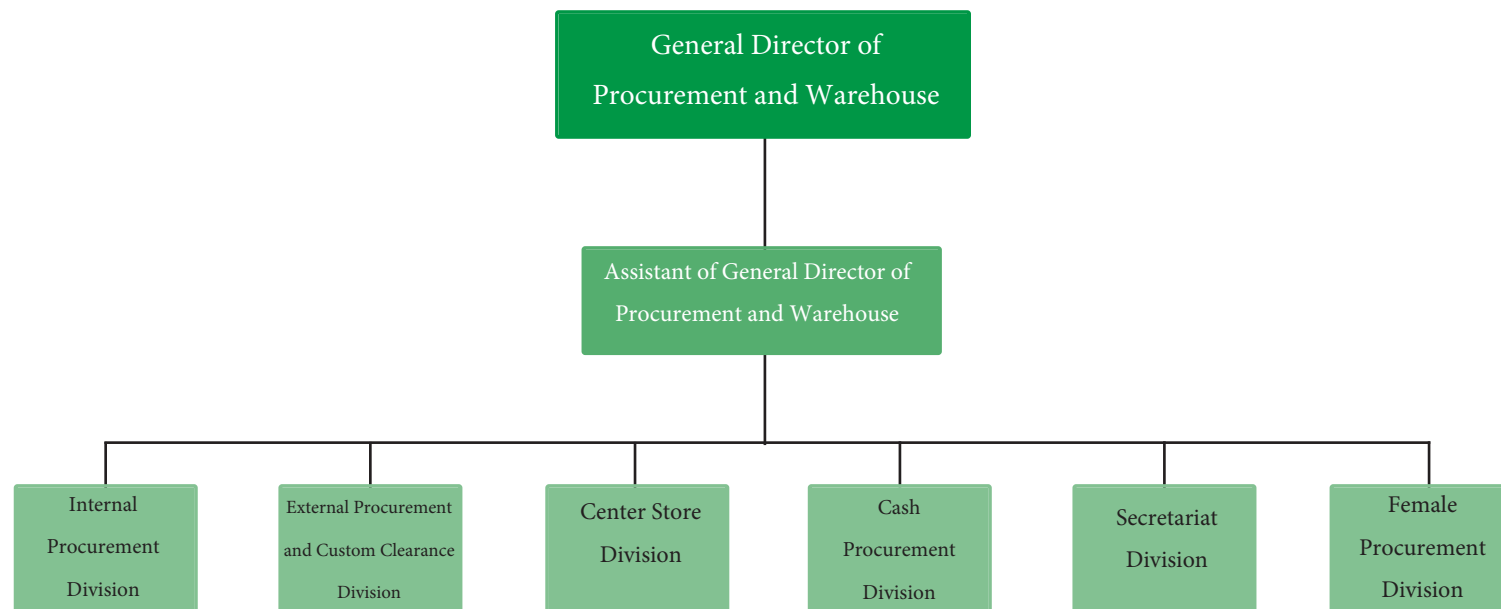 General Director of
Procurement and Warehouse
Assistant of General Director of
Procurement and Warehouse
Internal
Procurement
Division
External Procurement
and Custom Clearance
Division
Center Store
Division
Cash
Procurement
Division
Secretariat
Division
Female
Procurement
Division